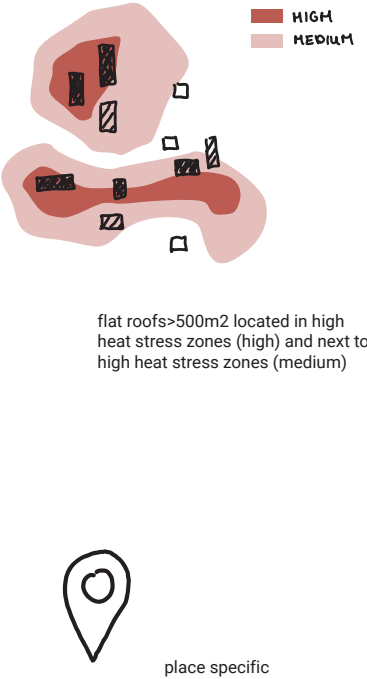 HIGH
MEDIUM
flat roofs>500m2 located in high
heat stress zones (high) and next to
high heat stress zones (medium)
place specific